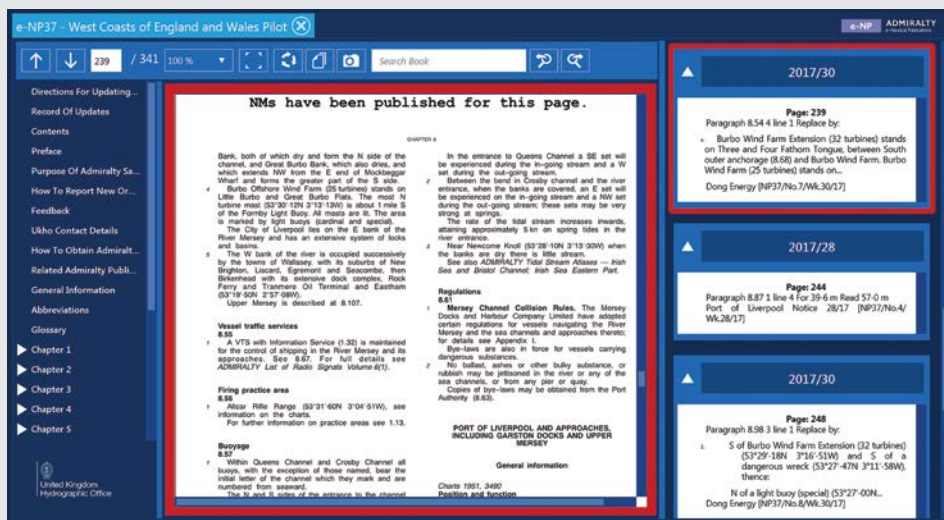 e-NP37 - West Coasts of England and Wales Pilot
e-NP
ADMIRALTY
e-Nautical Publications
239
/ 341
100 %
Search Book
Directions For Updating...
Record Of Updates
Contents
Preface
Purpose Of Admiralty Sa...
How To Report New Or...
Feedback
Ukho Contact Details
How To Obtain Admiralt...
Related Admiralty Publi...
General Information
Abbreviations
Glossary
Chapter 1
Chapter 2
Chapter 3
Chapter 4
Chapter 5
United Kingdom
Hydrographic Office
NMs have been published for this page.
CHAPTER 8
Bank, both of which dry and form the N side of the
channel, and Great Burbo Bank, which also dries, and
which extends NW from the E end of Mockbeggar
Wharf and forms the greater part of the S side.
4 Burbo Offshore Wind Farm (25 turbines) stands on
Little Burbo and Great Burbo Flats. The most N
turbine mast (53°30'·12N 3°13'·13W) is about 1 mile S
of the Formby Light Buoy. All masts are lit. The area
is marked by light buoys (cardinal and special).
The City of Liverpool lies on the E bank of the
River Mersey and has an extensive system of locks
and basins.
5 The W bank of the river is occupied successively
by the towns of Wallasey, with its suburbs of New
Brighton, Liscard, Egremont and Seacombe, then
Birkenhead with its extensive dock complex, Rock
Ferry and Tranmere Oil Terminal and Eastham
(53°19'·50N 2°57'·08W).
Upper Mersey is described at 8.107.
Vessel traffic services
8.55
1 A VTS with Information Service (1.32) is maintained
for the control of shipping in the River Mersey and its
approaches. See 8.67. For full details see
ADMIRALTY List of Radio Signals Volume 6(1).
Firing practice area
8.56
1 Altcar Rifle Range (53°31'·60N 3°04'·51W), see
information on the charts.
For further information on practice areas see 1.13.
Buoyage
8.57
1 Within Queens Channel and Crosby Channel all
buoys, with the exception of those named, bear the
initial letter of the channel which they mark and are
numbered from seaward.
The N and S sides of the entrance to the channel
In the entrance to Queens Channel a SE set will
be experienced during the in-going stream and a W
set during the out-going stream.
2 Between the bend in Crosby channel and the river
entrance, when the banks are covered, an E set will
be experienced on the in-going stream and a NW set
during the out-going stream; these sets may be very
strong at springs.
The rate of the tidal stream increases inwards,
attaining approximately 5 kn on spring tides in the
river entrance.
3 Near Newcome Knoll (53°28'·10N 3°13'·30W) when
the banks are dry there is little stream.
See also ADMIRALTY Tidal Stream Atlases — Irish
Sea and Bristol Channel; Irish Sea Eastern Part.
Regulations
8.61
1 Mersey Channel Collision Rules. The Mersey
Docks and Harbour Company Limited have adopted
certain regulations for vessels navigating the River
Mersey and the sea channels and approaches thereto;
for details see Appendix I.
Bye-laws are also in force for vessels carrying
dangerous substances.
2 No ballast, ashes or other bulky substance, or
rubbish may be jettisoned in the river or any of the
sea channels, or from any pier or quay.
Copies of bye-laws may be obtained from the Port
Authority (8.63).
PORT OF LIVERPOOL AND APPROACHES,
INCLUDING GARSTON DOCKS AND UPPER
MERSEY
General information
Charts 1951, 3490
Position and function
2017/30
Page: 239
Paragraph 8.54 4 line 1 Replace by:
4. Burbo Wind Farm Extension (32 turbines) stands
on Three and Four Fathom Tongue, between South
outer anchorage (8.68) and Burbo Wind Farm. Burbo
Wind Farm (25 turbines) stands on...
Dong Energy [NP37/No.7/Wk.30/17]
2017/28
Page: 244
Paragraph 8.87 1 line 4 For 39·6 m Read 57·0 m
Port of Liverpool Notice 28/17 [NP37/No.4/
Wk.28/17]
2017/30
Page: 248
Paragraph 8.98 3 line 1 Replace by:
3. S of Burbo Wind Farm Extension (32 turbines)
(53°29'·18N 3°16'·51W) and S of a
dangerous wreck (53°27'·47N 3°11'·58W),
thence:
N of a light buoy (special) (53°27'·00N...
Dong Energy [NP37/No.8/Wk.30/17]